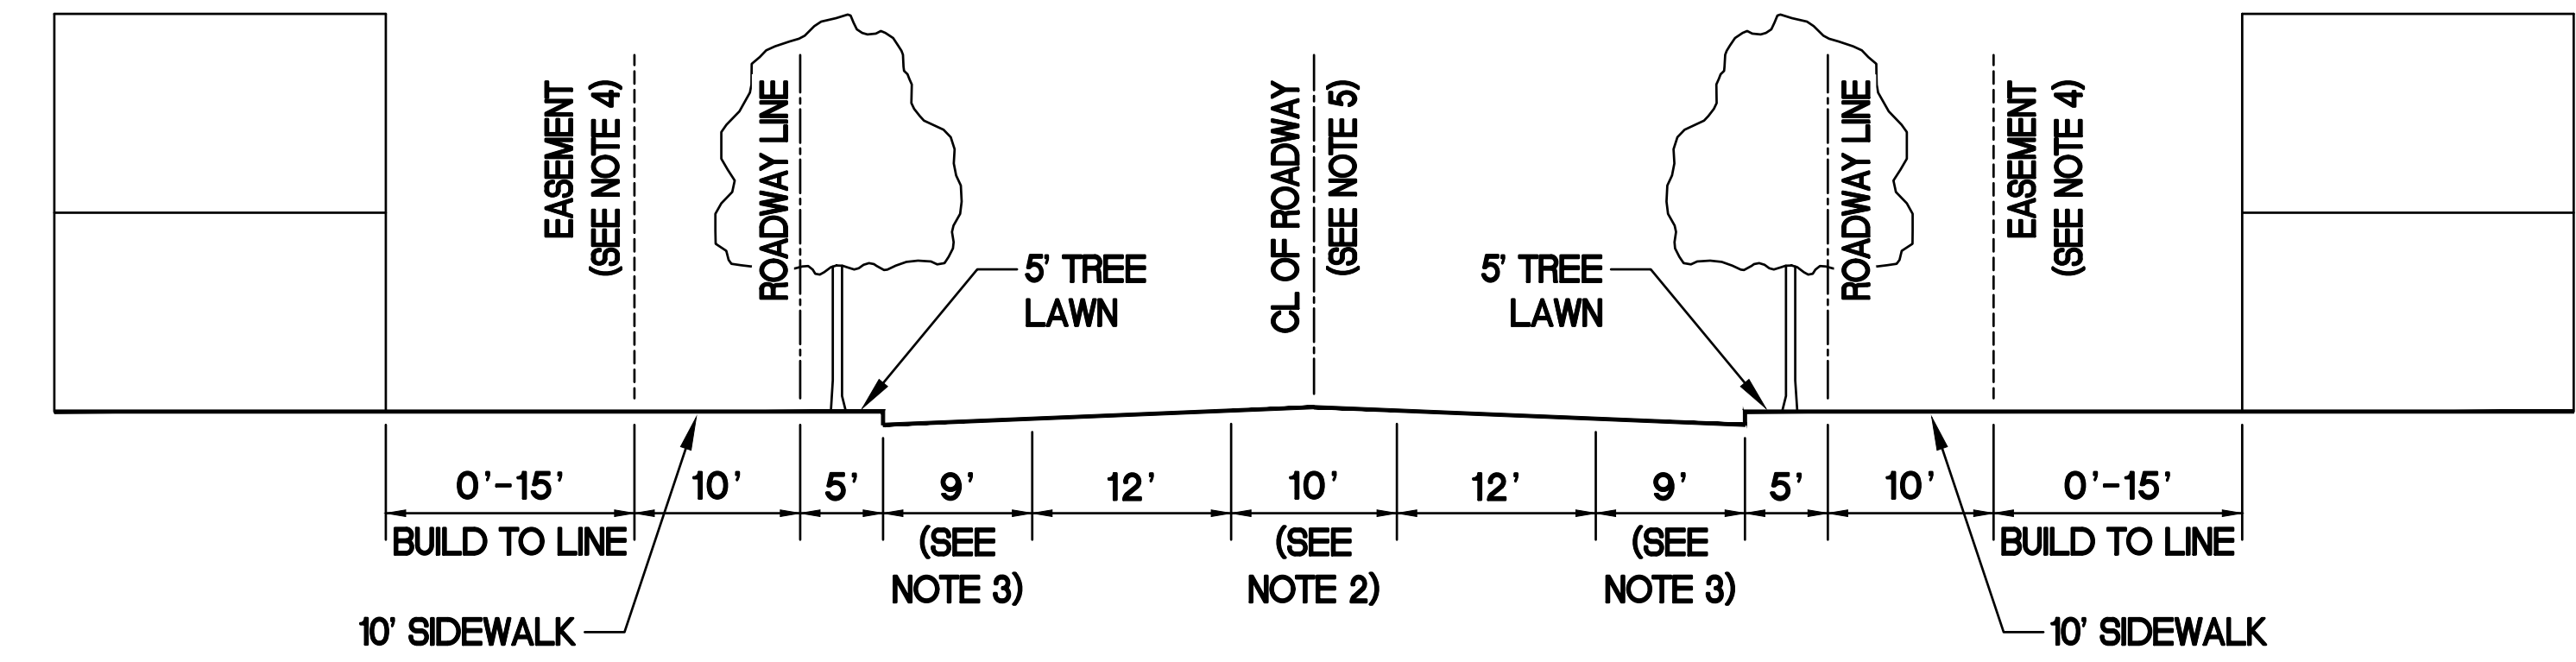 EASEMENT
(SEE NOTE 4)
ROADWAY LINE
CL OF ROADWAY
(SEE NOTE 5)
ROADWAY LINE
EASEMENT
(SEE NOTE 4)
5' TREE
LAWN
5' TREE
LAWN
0'-15' 10' 5' 9' 12' 10' 12' 9' 5' 10' 0'-15'
BUILD TO LINE
(SEE
NOTE 3)
(SEE
NOTE 2)
(SEE
NOTE 3)
BUILD TO LINE
10' SIDEWALK
10' SIDEWALK